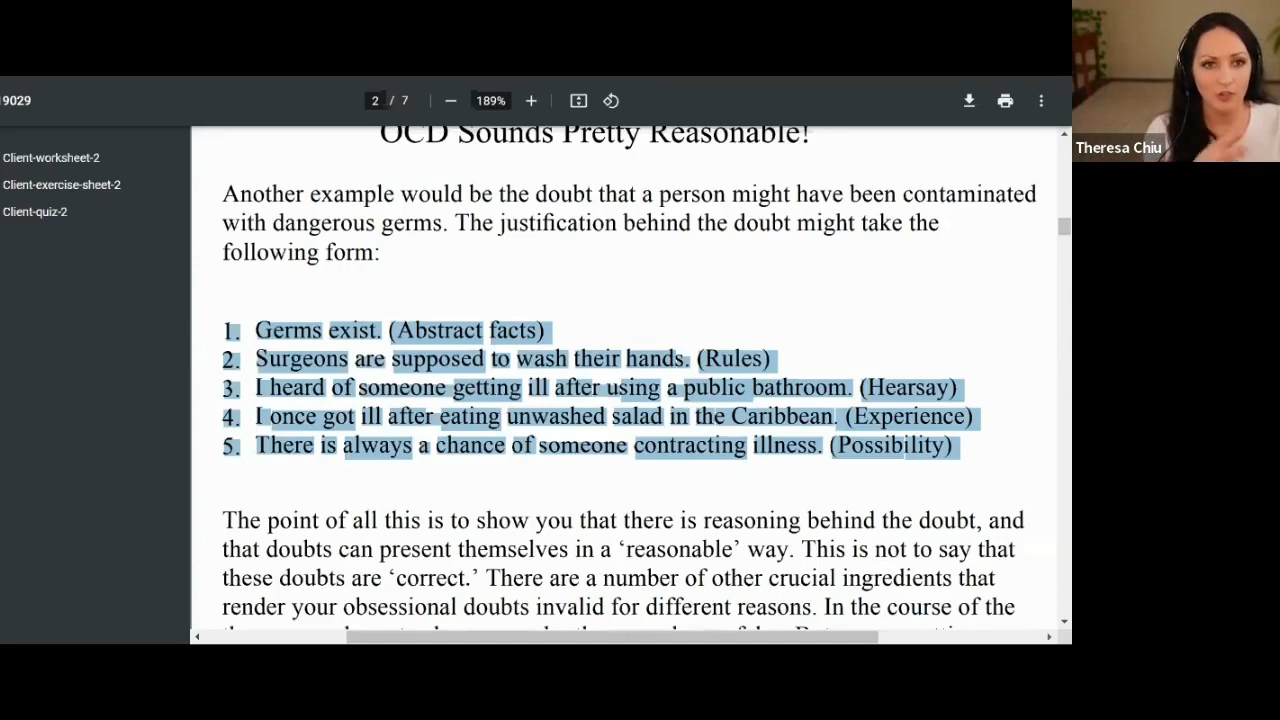 19029
2 / 7
189%
Theresa Chiu
Client-worksheet-2
Client-exercise-sheet-2
Client-quiz-2
OCD Sounds Pretty Reasonable!
Another example would be the doubt that a person might have been contaminated
with dangerous germs. The justification behind the doubt might take the
following form:
1. Germs exist. (Abstract facts)
2. Surgeons are supposed to wash their hands. (Rules)
3. I heard of someone getting ill after using a public bathroom. (Hearsay)
4. I once got ill after eating unwashed salad in the Caribbean. (Experience)
5. There is always a chance of someone contracting illness. (Possibility)
The point of all this is to show you that there is reasoning behind the doubt, and
that doubts can present themselves in a ‘reasonable’ way. This is not to say that
these doubts are ‘correct.’ There are a number of other crucial ingredients that
render your obsessional doubts invalid for different reasons. In the course of the